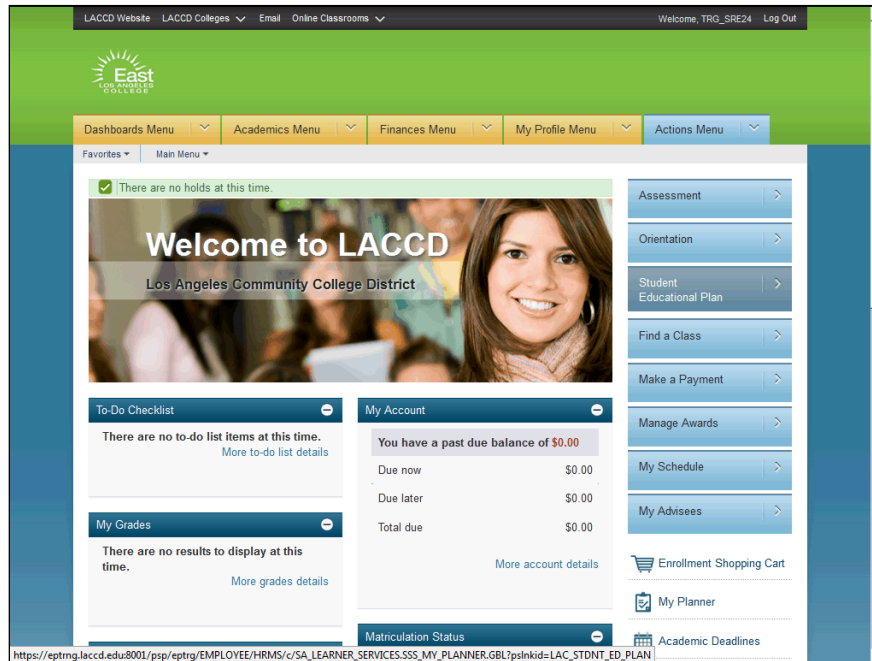 LACCD Website LACCD Colleges Email Online Classrooms Welcome, TRG_SRE24 Log Out
East
LOS ANGELES
COLLEGE
Dashboards Menu Academics Menu Finances Menu My Profile Menu Actions Menu
Favorites Main Menu
There are no holds at this time.
Welcome to LACCD
Los Angeles Community College District
Assessment
Orientation
Student
Educational Plan
Find a Class
Make a Payment
Manage Awards
My Schedule
My Advisees
Enrollment Shopping Cart
My Planner
Academic Deadlines
To-Do Checklist
There are no to-do list items at this time.
More to-do list details
My Grades
There are no results to display at this
time.
More grades details
My Account
You have a past due balance of $0.00
Due now $0.00
Due later $0.00
Total due $0.00
More account details
Matriculation Status
https://eptrng.laccd.edu:8001/psp/eptrg/EMPLOYEE/HRMS/c/SA_LEARNER_SERVICES.SSS_MY_PLANNER.GBL?pslnkid=LAC_STDNT_ED_PLAN